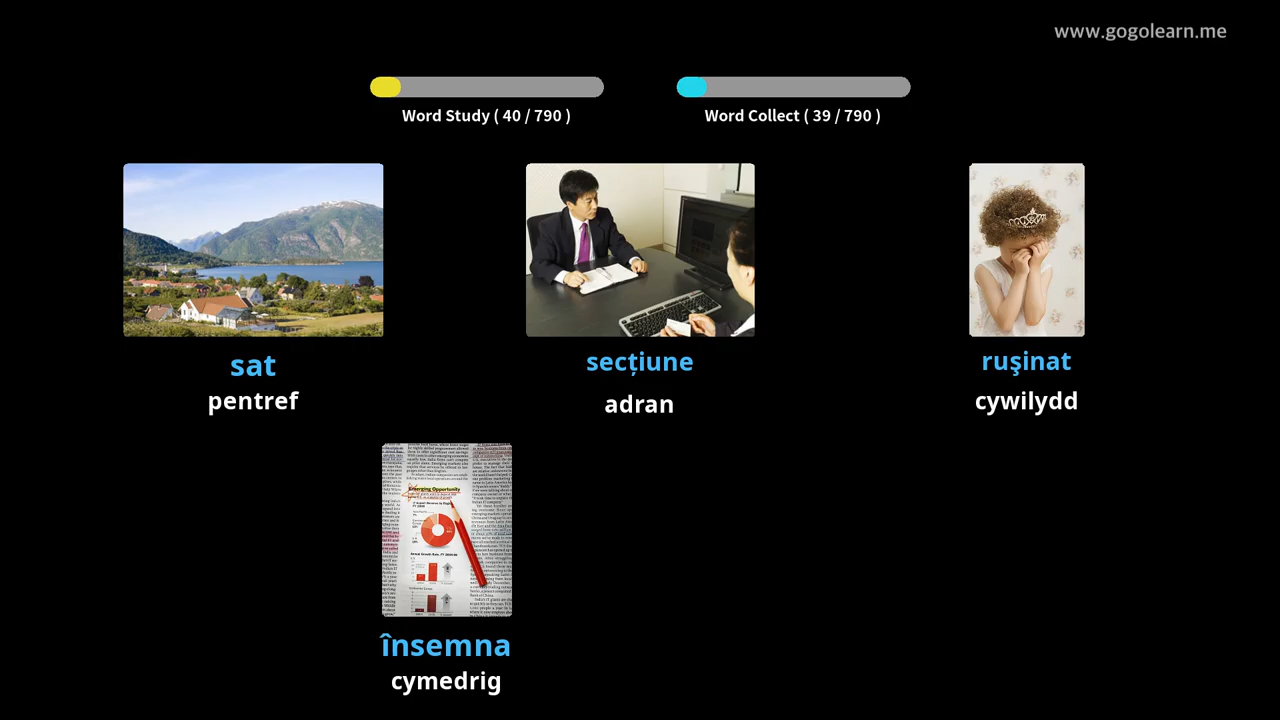 www.gogolearn.me
Word Study ( 40 / 790 )
Word Collect ( 39 / 790 )
sat
pentref
secțiune
adran
ruşinat
cywilydd
Emerging Opportunity
însemna
cymedrig